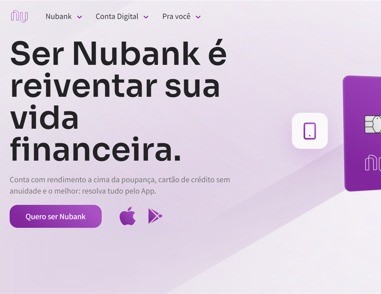 nu
Nubank Conta Digital Pra você
Ser Nubank é
reiventar sua
vida
financeira.
Conta com rendimento a cima da poupança, cartão de crédito sem
anuidade e o melhor: resolva tudo pelo App.
Quero ser Nubank
nu